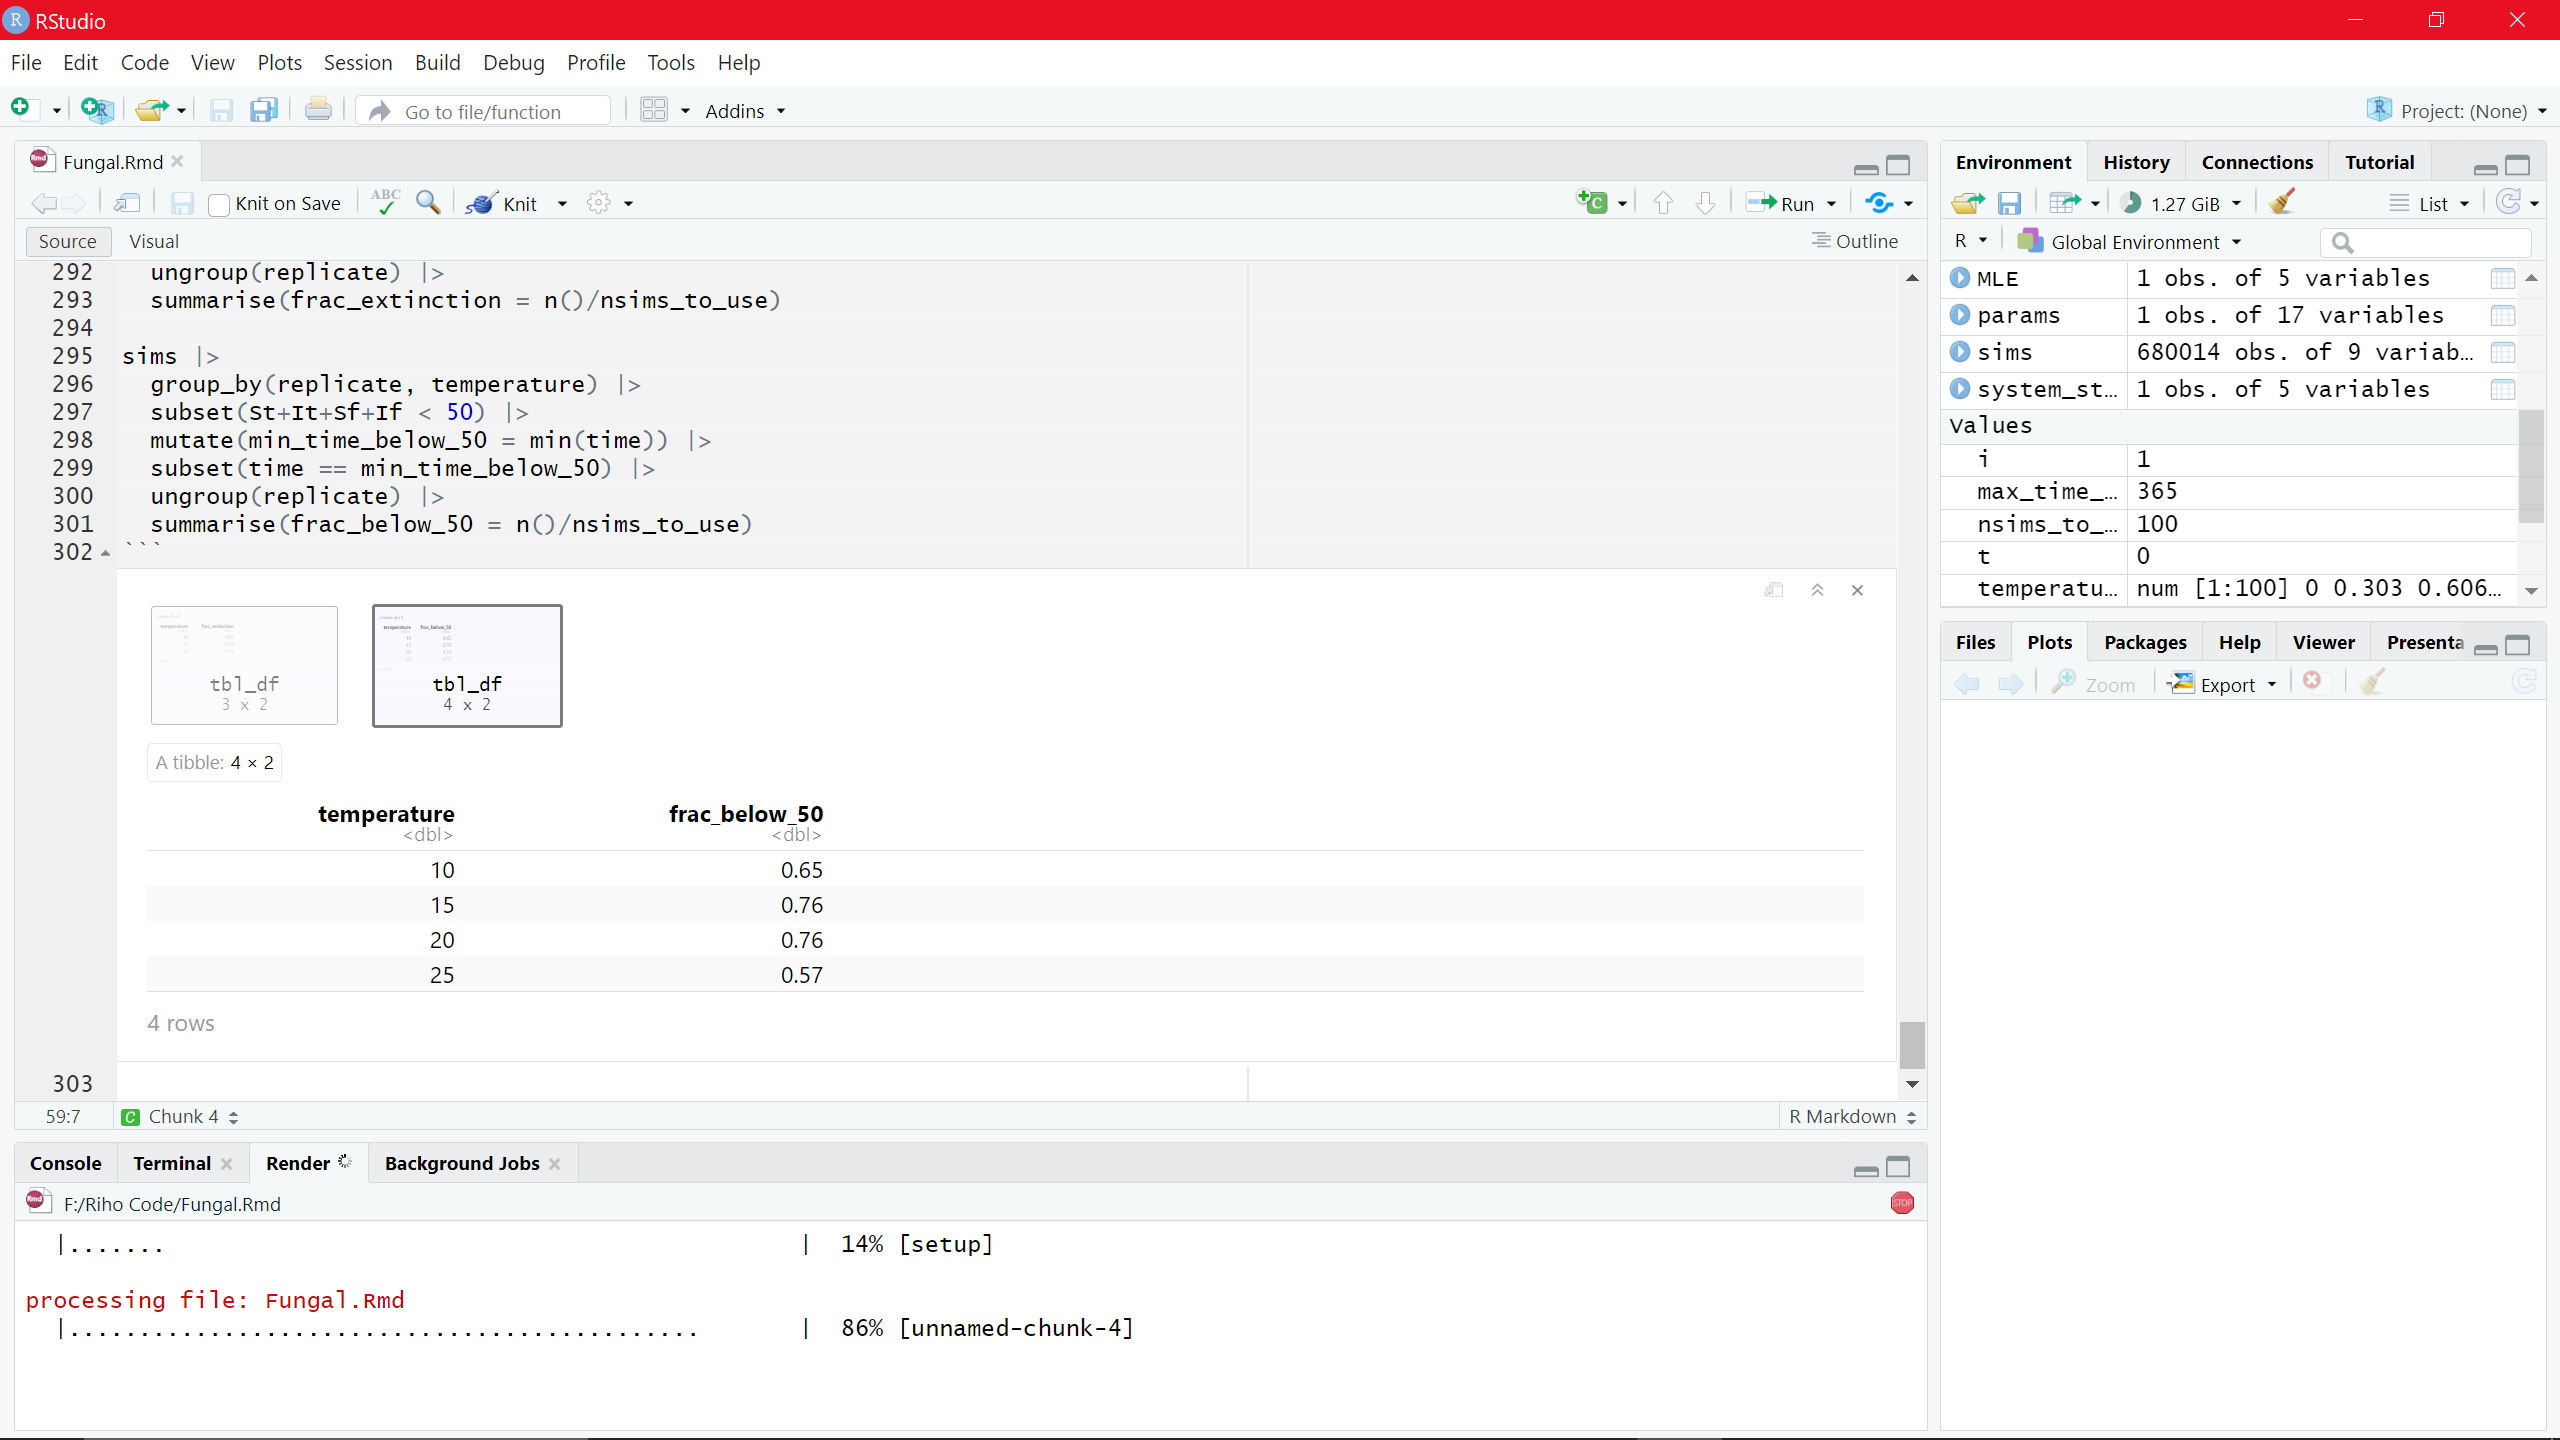 RStudio
File Edit Code View Plots Session Build Debug Profile Tools Help
Go to file/function Addins Project: (None)
Fungal.Rmd
Knit on Save ABC Knit Run
Source Visual Outline
292 ungroup(replicate) |>
293 summarise(frac_extinction = n()/nsims_to_use)
294
295 sims |>
296 group_by(replicate, temperature) |>
297 subset(St+It+Sf+If < 50) |>
298 mutate(min_time_below_50 = min(time)) |>
299 subset(time == min_time_below_50) |>
300 ungroup(replicate) |>
301 summarise(frac_below_50 = n()/nsims_to_use)
302 ```
temperature frac_extinction
tbl_df
3 x 2
temperature frac_below_50
tbl_df
4 x 2
A tibble: 4 × 2
temperature frac_below_50
<dbl> <dbl>
10 0.65
15 0.76
20 0.76
25 0.57
4 rows
303
59:7 C Chunk 4 R Markdown
Console Terminal Render Background Jobs
F:/Riho Code/Fungal.Rmd STOP
|....... | 14% [setup]
processing file: Fungal.Rmd
|............................................. | 86% [unnamed-chunk-4]
Environment History Connections Tutorial
1.27 GiB List
R Global Environment
MLE 1 obs. of 5 variables
params 1 obs. of 17 variables
sims 680014 obs. of 9 variab…
system_st… 1 obs. of 5 variables
Values
i 1
max_time_… 365
nsims_to_… 100
t 0
temperatu… num [1:100] 0 0.303 0.606…
Files Plots Packages Help Viewer Presenta
Zoom Export